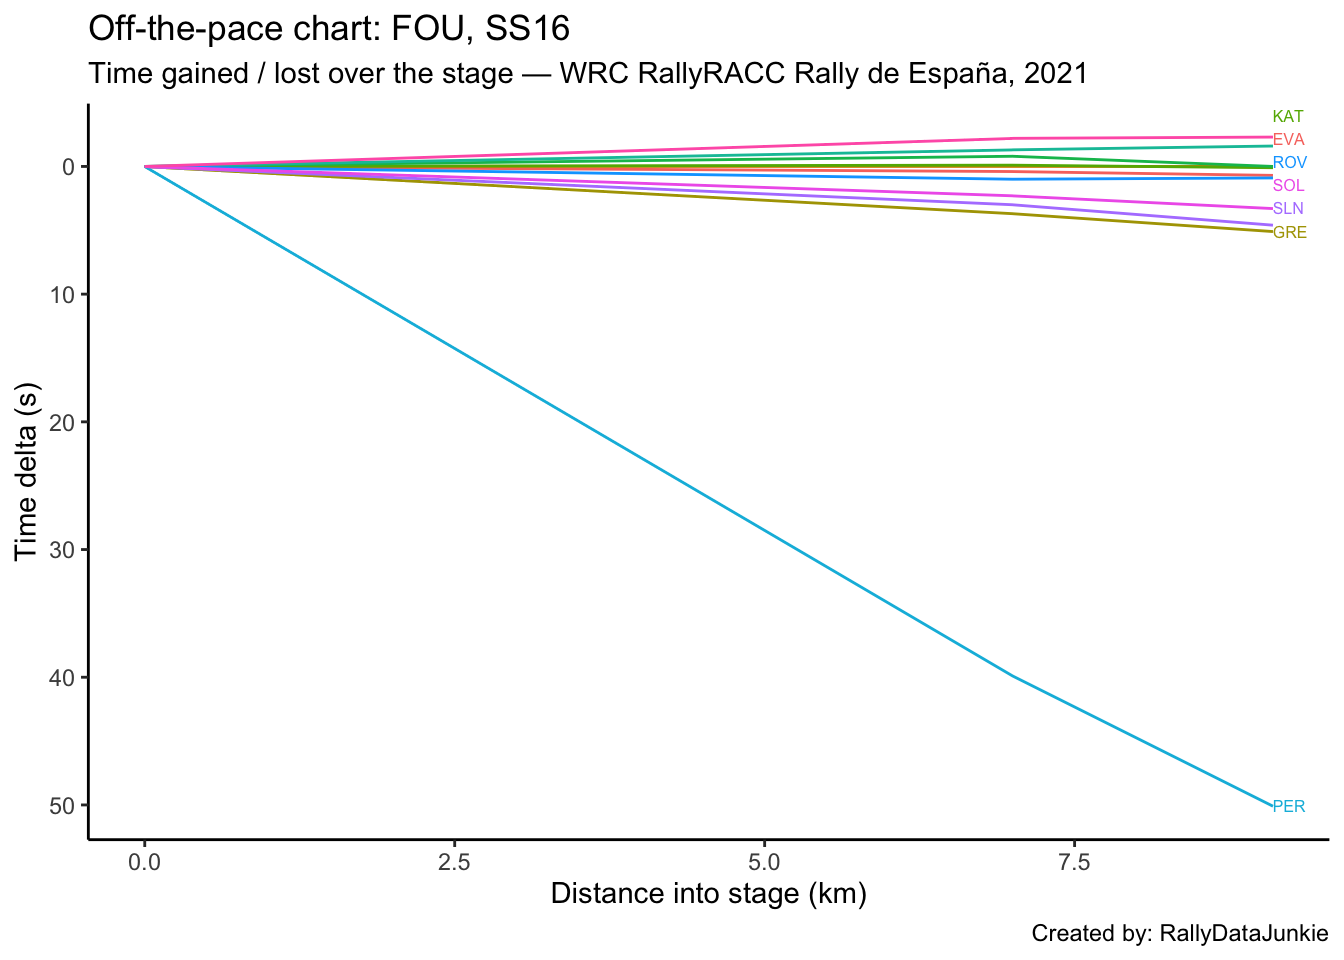 Off-the-pace chart: FOU, SS16
Time gained / lost over the stage — WRC RallyRACC Rally de España, 2021
KAT
EVA
ROV
SOL
SLN
GRE
PER
0
10
20
30
40
50
Time delta (s)
0.0 2.5 5.0 7.5
Distance into stage (km)
Created by: RallyDataJunkie